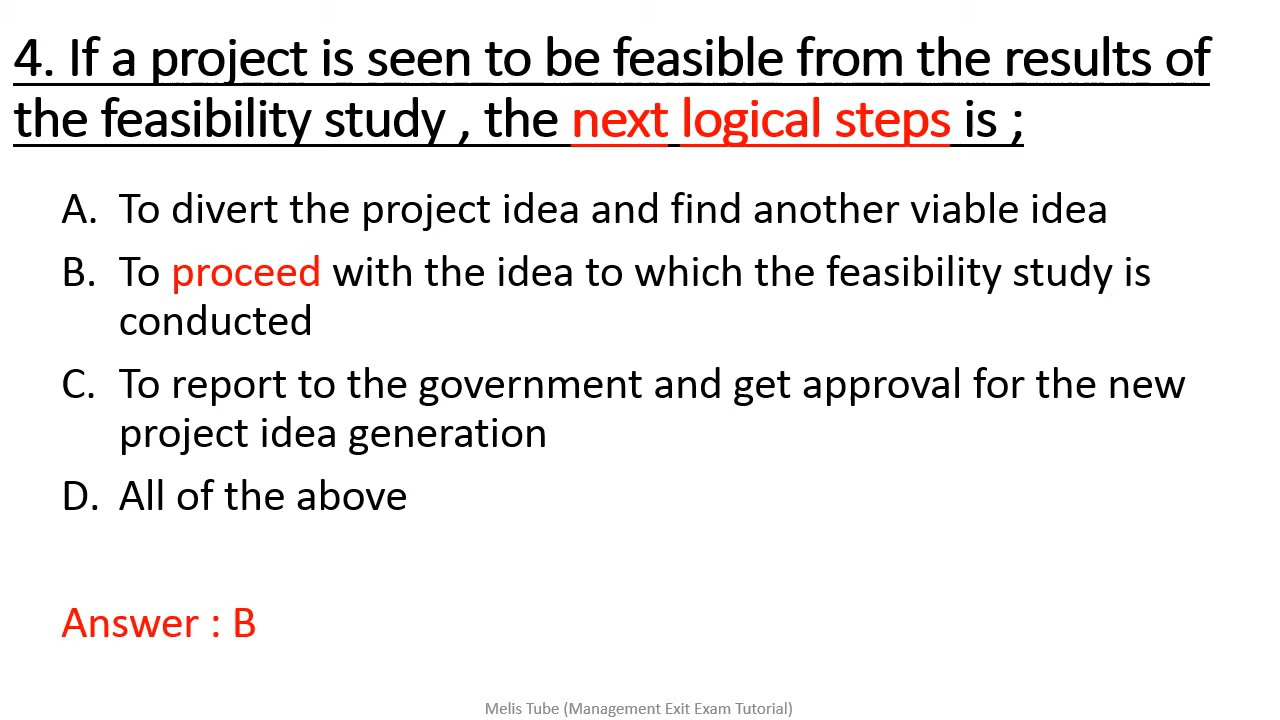 4. If a project is seen to be feasible from the results of
the feasibility study , the next logical steps is ;
A. To divert the project idea and find another viable idea
B. To proceed with the idea to which the feasibility study is
conducted
C. To report to the government and get approval for the new
project idea generation
D. All of the above
Answer : B
Melis Tube (Management Exit Exam Tutorial)